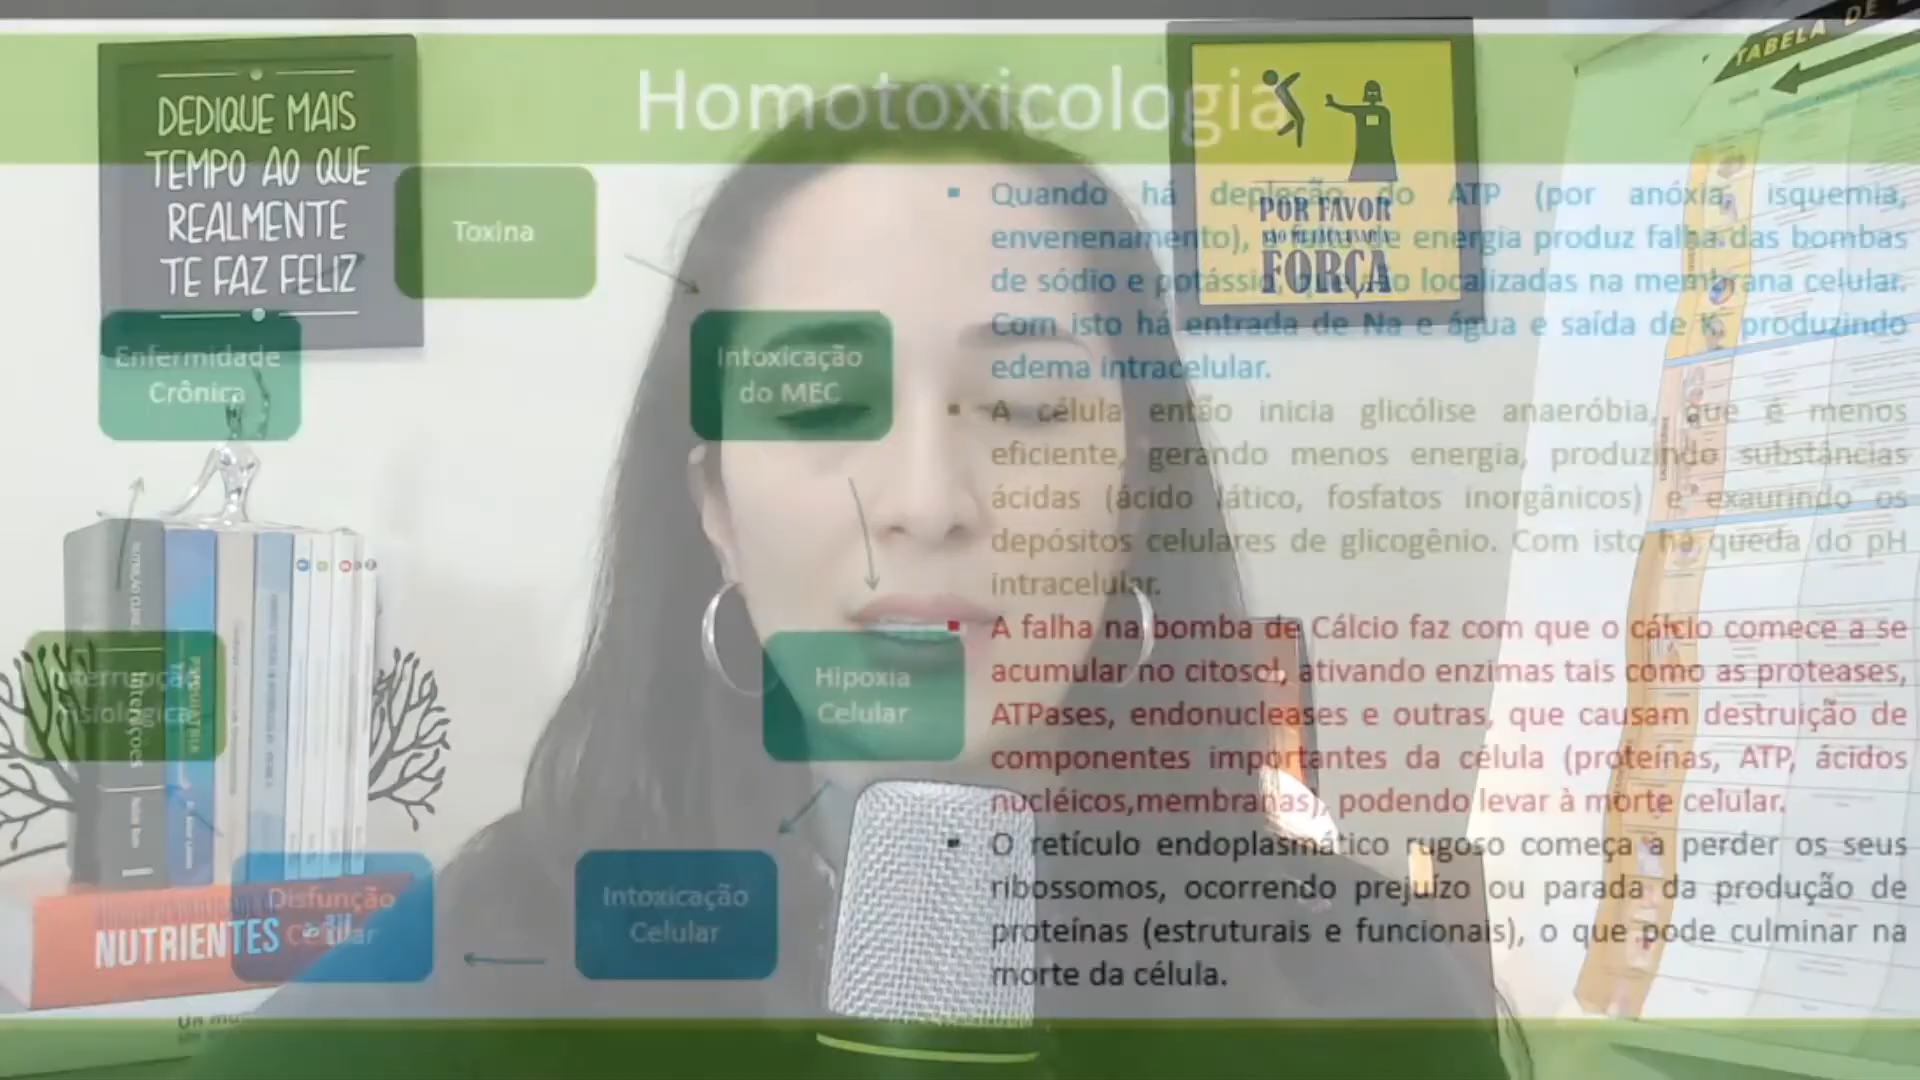 Homotoxicologia
DEDIQUE MAIS
TEMPO AO QUE
REALMENTE
TE FAZ FELIZ
POR FAVOR
FORÇA
TABELA DE
Toxina
Intoxicação
do MEC
Hipoxia
Celular
Intoxicação
Celular
Disfunção
Celular
Interrupção
Fisiológica
Enfermidade
Crônica
Interações
PSIQUIATRIA
NUTRIENTES
▪ Quando há depleção do ATP (por anóxia, isquemia,
envenenamento), de energia produz falha das bombas
de sódio e potássio, que são localizadas na membrana celular.
Com isto há entrada de Na e água e saída de K, produzindo
edema intracelular.
▪ A célula então inicia glicólise anaeróbia, que é menos
eficiente, gerando menos energia, produzindo substâncias
ácidas (ácido lático, fosfatos inorgânicos) e exaurindo os
depósitos celulares de glicogênio. Com isto há queda do pH
intracelular.
▪ A falha na bomba de Cálcio faz com que o cálcio comece a se
acumular no citosol, ativando enzimas tais como as proteases,
ATPases, endonucleases e outras, que causam destruição de
componentes importantes da célula (proteínas, ATP, ácidos
nucléicos,membranas), podendo levar à morte celular.
▪ O retículo endoplasmático rugoso começa a perder os seus
ribossomos, ocorrendo prejuízo ou parada da produção de
proteínas (estruturais e funcionais), o que pode culminar na
morte da célula.